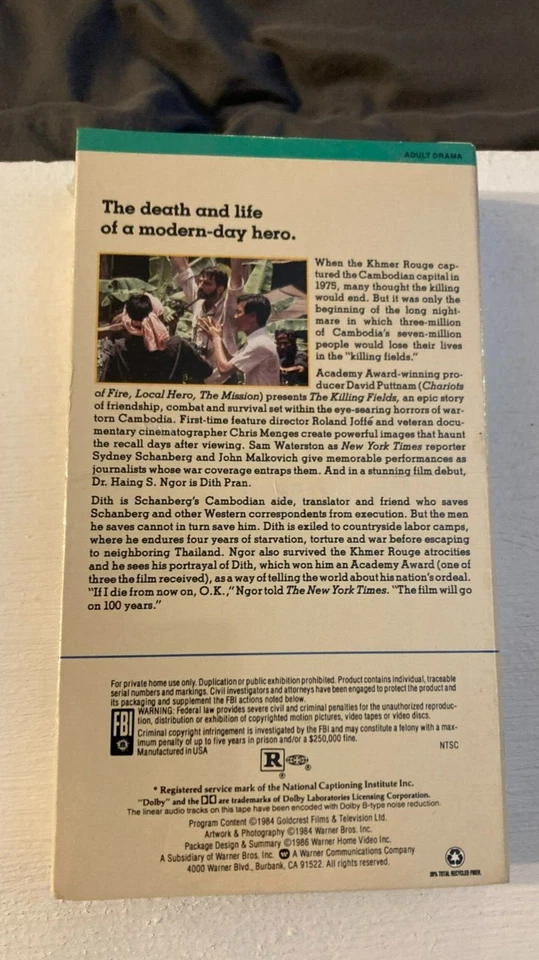 ADULT DRAMA
The death and life
of a modern-day hero.
When the Khmer Rouge cap-
tured the Cambodian capital in
1975, many thought the killing
would end. But it was only the
beginning of the long night-
mare in which three-million
of Cambodia's seven-million
people would lose their lives
in the "killing fields."
Academy Award-winning pro-
ducer David Puttnam (Chariots
of Fire, Local Hero, The Mission) presents The Killing Fields, an epic story
of friendship, combat and survival set within the eye-searing horrors of war-
torn Cambodia. First-time feature director Roland Joffé and veteran docu-
mentary cinematographer Chris Menges create powerful images that haunt
the recall days after viewing. Sam Waterston as New York Times reporter
Sydney Schanberg and John Malkovich give memorable performances as
journalists whose war coverage entraps them. And in a stunning film debut,
Dr. Haing S. Ngor is Dith Pran.
Dith is Schanberg's Cambodian aide, translator and friend who saves
Schanberg and other Western correspondents from execution. But the men
he saves cannot in turn save him. Dith is exiled to countryside labor camps,
where he endures four years of starvation, torture and war before escaping
to neighboring Thailand. Ngor also survived the Khmer Rouge atrocities
and he sees his portrayal of Dith, which won him an Academy Award (one of
three the film received), as a way of telling the world about his nation's ordeal.
"If I die from now on, O.K.," Ngor told The New York Times. "The film will go
on 100 years."
For private home use only. Duplication or public exhibition prohibited. Product contains individual, traceable
serial numbers and markings. Civil investigators and attorneys have been engaged to protect the product and
its packaging and supplement the FBI actions noted below.
FBI
WARNING: Federal law provides severe civil and criminal penalties for the unauthorized reproduc-
tion, distribution or exhibition of copyrighted motion pictures, video tapes or video discs.
Criminal copyright infringement is investigated by the FBI and may constitute a felony with a max-
imum penalty of up to five years in prison and/or a $250,000 fine.
Manufactured in USA
NTSC
R ®
®
* Registered service mark of the National Captioning Institute Inc.
"Dolby" and the DD are trademarks of Dolby Laboratories Licensing Corporation.
The linear audio tracks on this tape have been encoded with Dolby B-type noise reduction.
Program Content ©1984 Goldcrest Films & Television Ltd.
Artwork & Photography ©1984 Warner Bros. Inc.
Package Design & Summary ©1986 Warner Home Video Inc.
A Subsidiary of Warner Bros. Inc. A Warner Communications Company
4000 Warner Blvd., Burbank, CA 91522. All rights reserved.